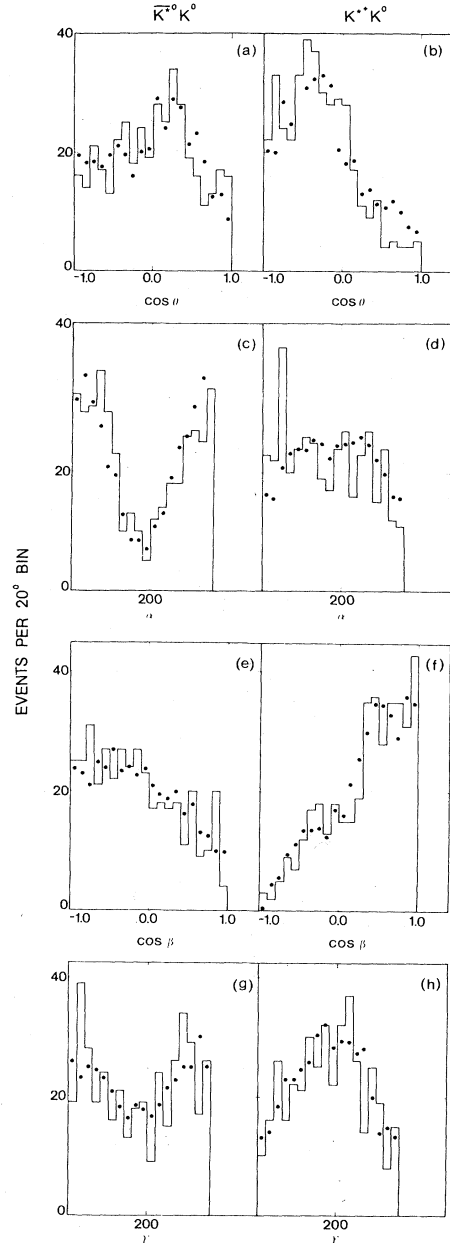 K*° K° K*⁺ K°
(a) (b)
40
20
0
-1.0 0.0 1.0 -1.0 0.0 1.0
COS θ COS θ
40 (c) (d)
20
0
200 200
α α
EVENTS PER 20° BIN
40 (e) (f)
20
0
-1.0 0.0 1.0 -1.0 0.0 1.0
COS β COS β
40 (g) (h)
20
0
200 200
γ γ